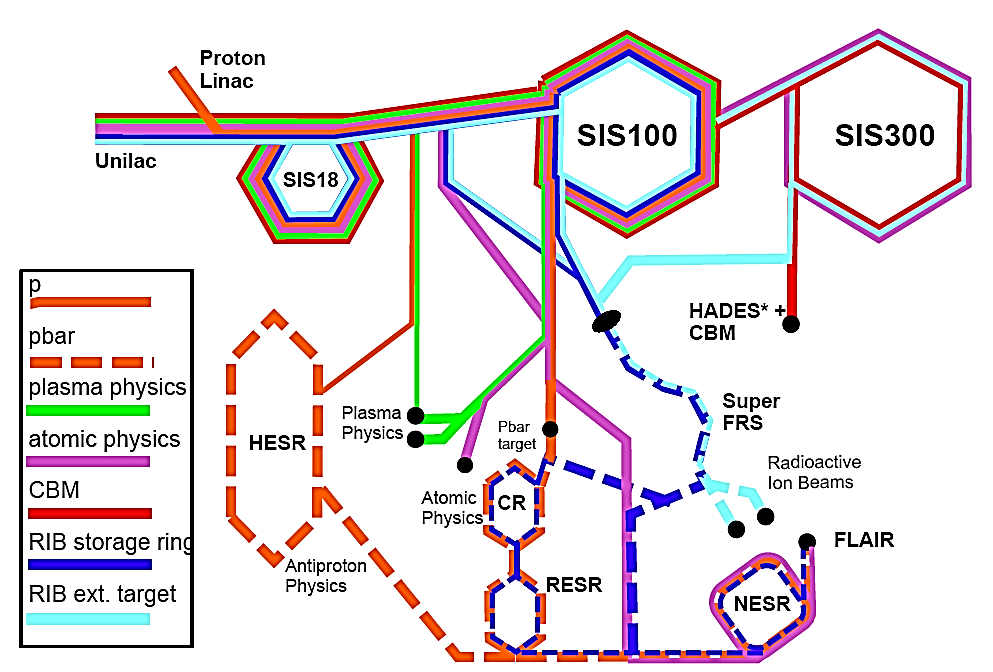 Proton
Linac
Unilac
SIS18
SIS100
SIS300
HADES* +
CBM
p
pbar
plasma physics
atomic physics
CBM
RIB storage ring
RIB ext. target
HESR
Plasma
Physics
Pbar
target
Super
FRS
Radioactive
Ion Beams
Atomic
Physics
CR
FLAIR
Antiproton
Physics
RESR
NESR